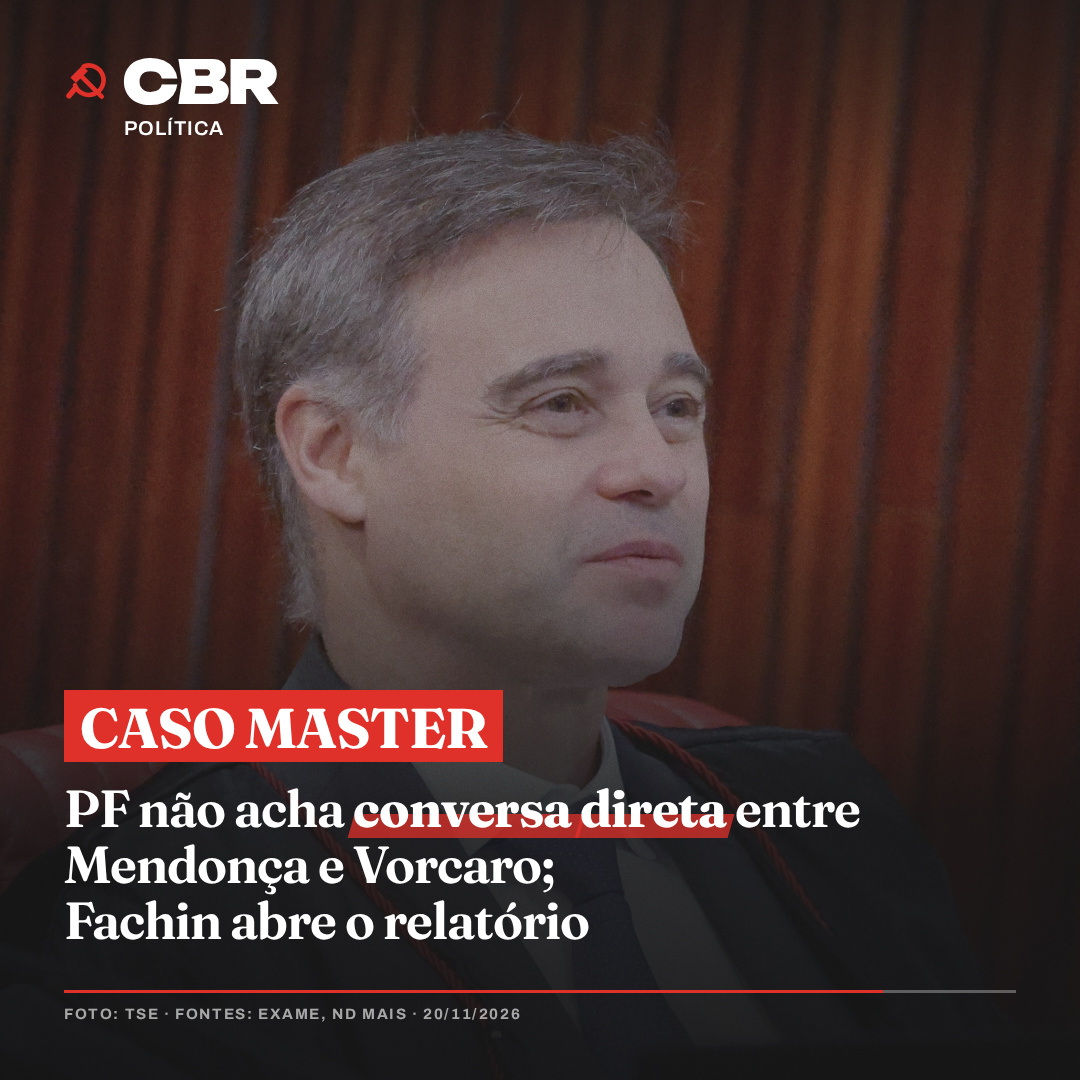 CBR
POLÍTICA
CASO MASTER
PF não acha conversa direta entre
Mendonça e Vorcaro;
Fachin abre o relatório
FOTO: TSE · FONTES: EXAME, ND MAIS · 20/11/2026